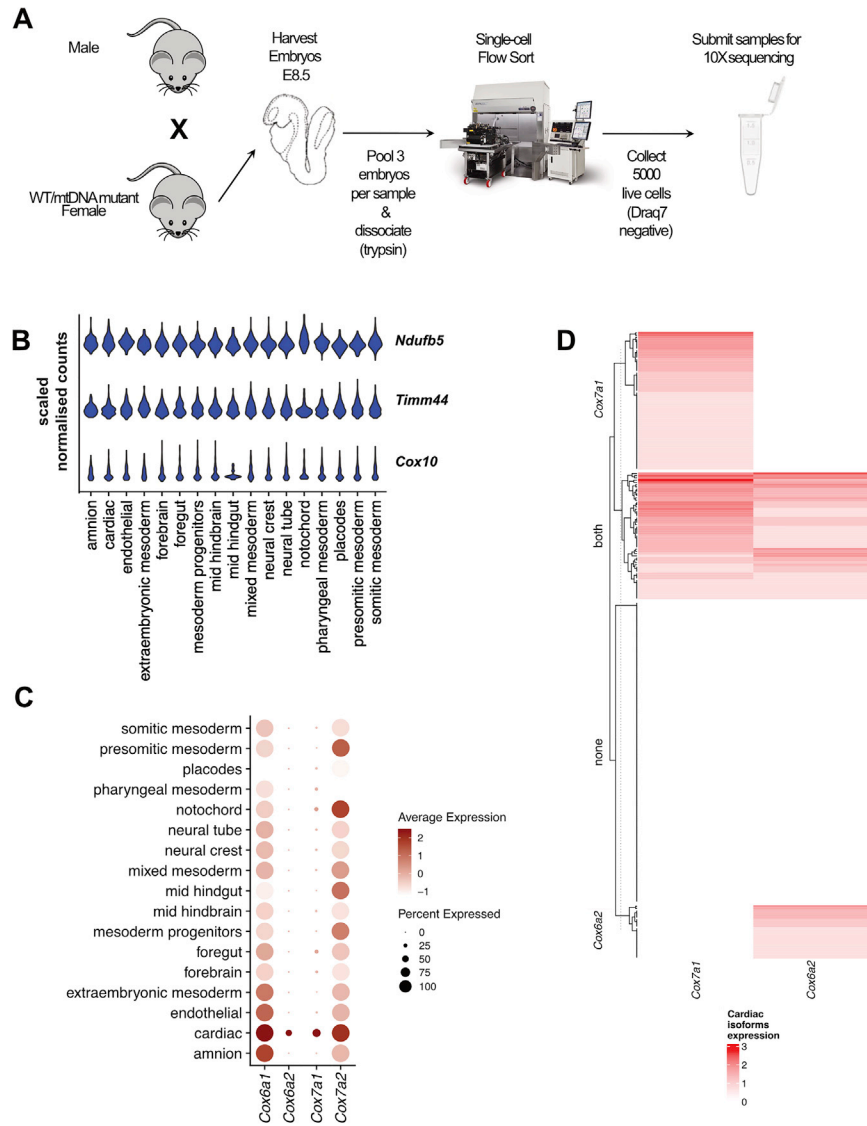 A
Male
X
WT/mtDNA mutant
Female
Harvest
Embryos
E8.5
Pool 3
embryos
per sample
&
dissociate
(trypsin)
Single-cell
Flow Sort
Collect
5000
live cells
(Draq7
negative)
Submit samples for
10X sequencing
B
scaled
normalised counts
Ndufb5
Timm44
Cox10
amnion
cardiac
endothelial
extraembryonic mesoderm
forebrain
foregut
mesoderm progenitors
mid hindbrain
mid hindgut
mixed mesoderm
neural crest
neural tube
notochord
pharyngeal mesoderm
placodes
presomitic mesoderm
somitic mesoderm
C
somitic mesoderm
presomitic mesoderm
placodes
pharyngeal mesoderm
notochord
neural tube
neural crest
mixed mesoderm
mid hindgut
mid hindbrain
mesoderm progenitors
foregut
forebrain
extraembryonic mesoderm
endothelial
cardiac
amnion
Cox6a1
Cox6a2
Cox7a1
Cox7a2
Average Expression
2
1
0
−1
Percent Expressed
0
25
50
75
100
D
Cox7a1
both
none
Cox6a2
Cox7a1
Cox6a2
Cardiac
isoforms
expression
3
2
1
0